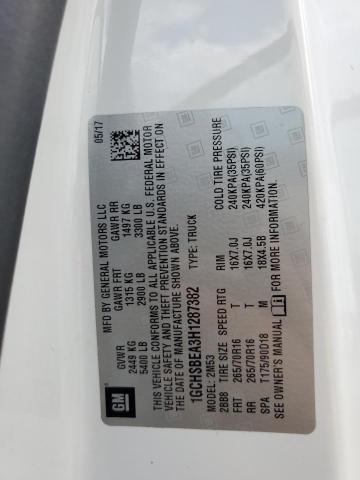 MFD BY GENERAL MOTORS LLC
05/17
GVWR GAWR FRT GAWR RR
2449 KG 1315 KG 1497 KG
5400 LB 2900 LB 3300 LB
THIS VEHICLE CONFORMS TO ALL APPLICABLE U.S. FEDERAL MOTOR
VEHICLE SAFETY AND THEFT PREVENTION STANDARDS IN EFFECT ON
THE DATE OF MANUFACTURE SHOWN ABOVE.
1GCHSBEA3H1287382 TYPE: TRUCK
MODEL: 2M53
2BB8 TIRE SIZE SPEED RTG RIM COLD TIRE PRESSURE
FRT 265/70R16 T 16X7.0J 240KPA(35PSI)
RR 265/70R16 T 16X7.0J 240KPA(35PSI)
SPA T175/90D18 M 18X4.5B 420KPA(60PSI)
SEE OWNER'S MANUAL FOR MORE INFORMATION.
GM